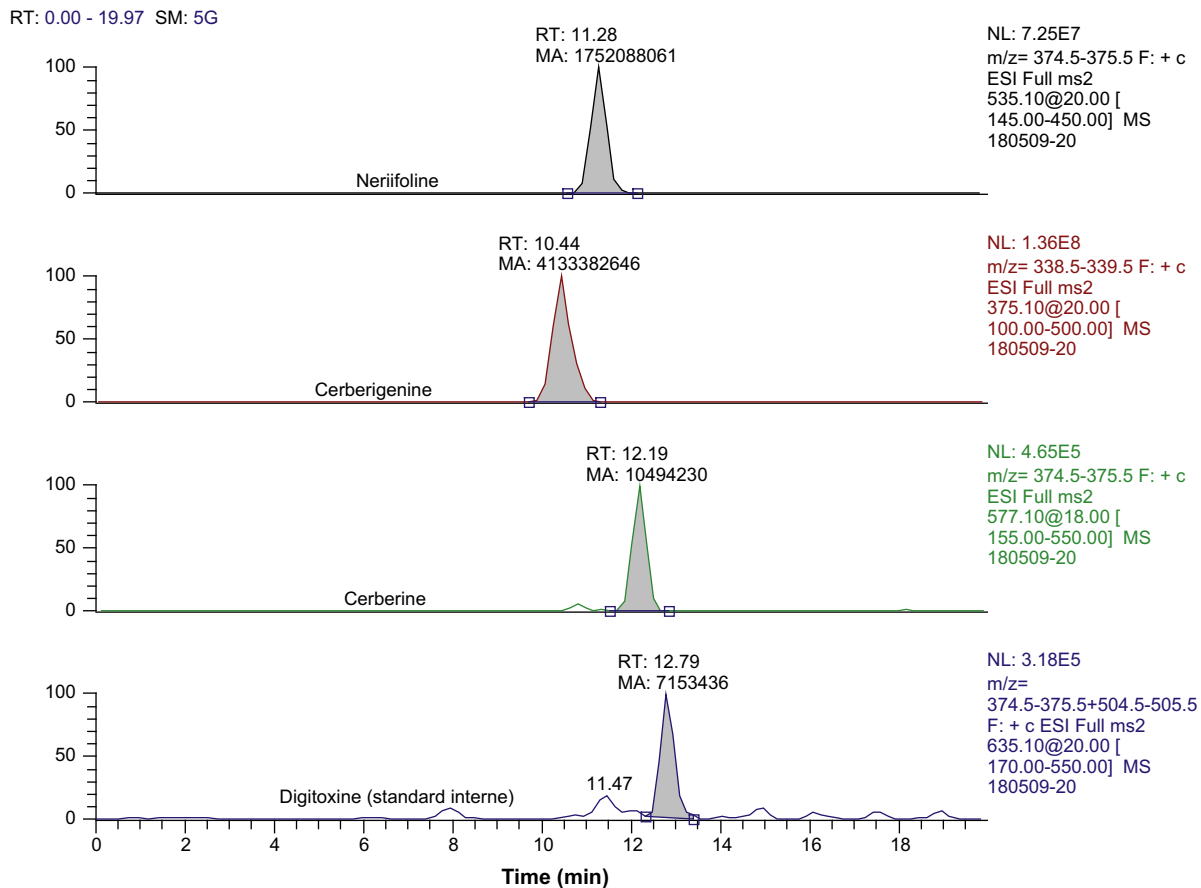 RT: 0.00 - 19.97 SM: 5G
RT: 11.28
MA: 1752088061
100
50
0
Neriifoline
NL: 7.25E7
m/z= 374.5-375.5 F: + c
ESI Full ms2
535.10@20.00 [
145.00-450.00] MS
180509-20
RT: 10.44
MA: 4133382646
100
50
0
Cerberigenine
NL: 1.36E8
m/z= 338.5-339.5 F: + c
ESI Full ms2
375.10@20.00 [
100.00-500.00] MS
180509-20
RT: 12.19
MA: 10494230
100
50
0
Cerberine
NL: 4.65E5
m/z= 374.5-375.5 F: + c
ESI Full ms2
577.10@18.00 [
155.00-550.00] MS
180509-20
RT: 12.79
MA: 7153436
100
50
0
11.47
Digitoxine (standard interne)
NL: 3.18E5
m/z=
374.5-375.5+504.5-505.5
F: + c ESI Full ms2
635.10@20.00 [
170.00-550.00] MS
180509-20
0 2 4 6 8 10 12 14 16 18
Time (min)